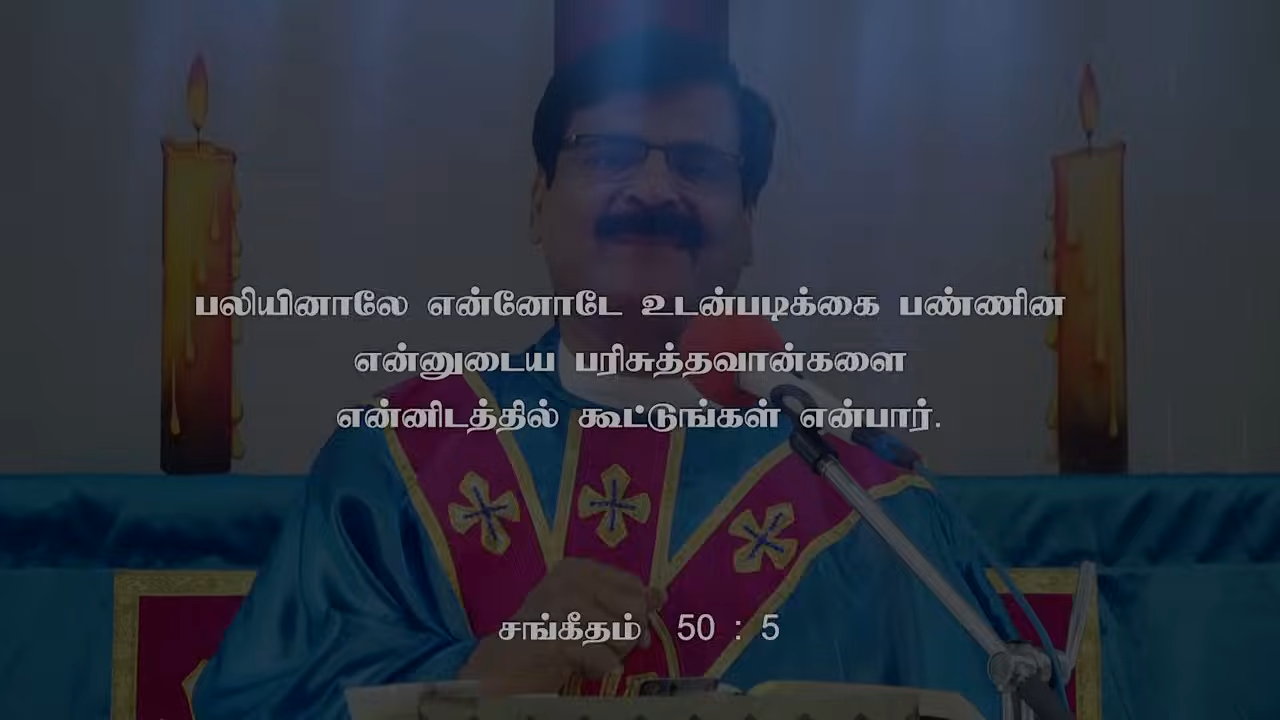 பலியினாலே என்னோடே உடன்படிக்கை பண்ணின
என்னுடைய பரிசுத்தவான்களை
என்னிடத்தில் கூட்டுங்கள் என்பார்.
சங்கீதம் 50 : 5